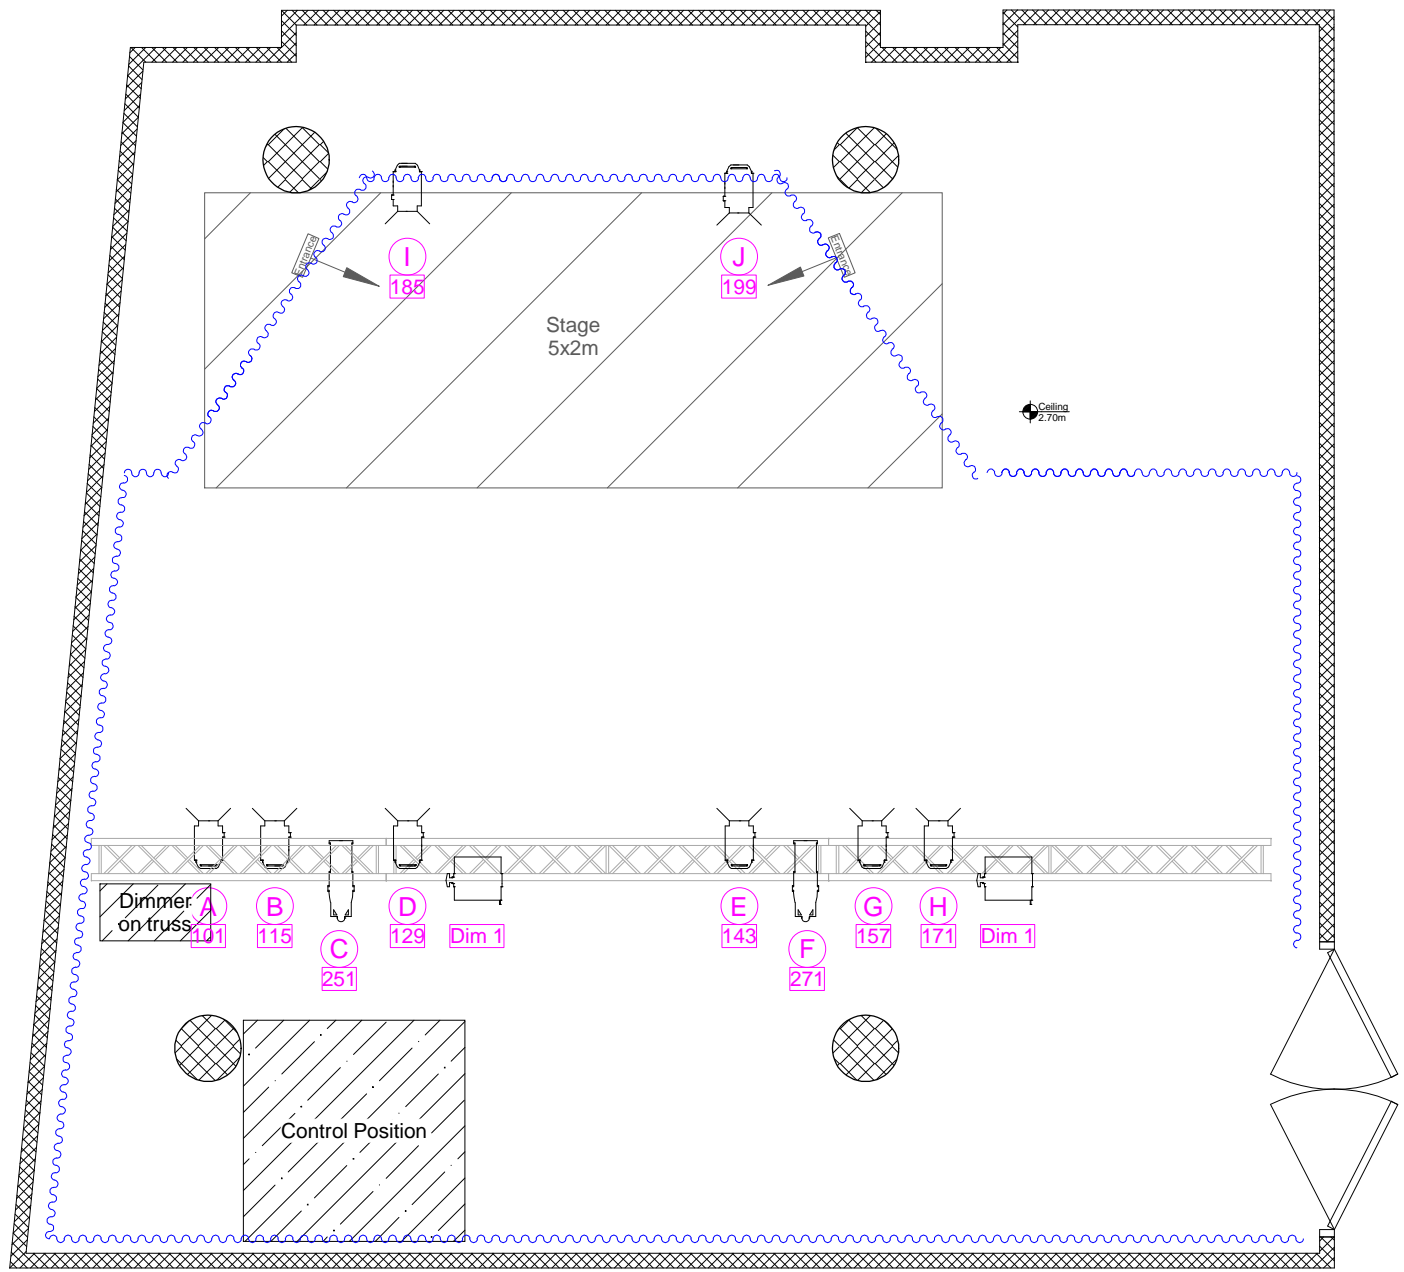 Entrance
Entrance
I
J
185
199
Stage
5x2m
Ceiling
2.70m
Dimmer
on truss
A
B
D
E
G
H
101
115
129
Dim 1
143
157
171
Dim 1
C
F
251
271
Control Position